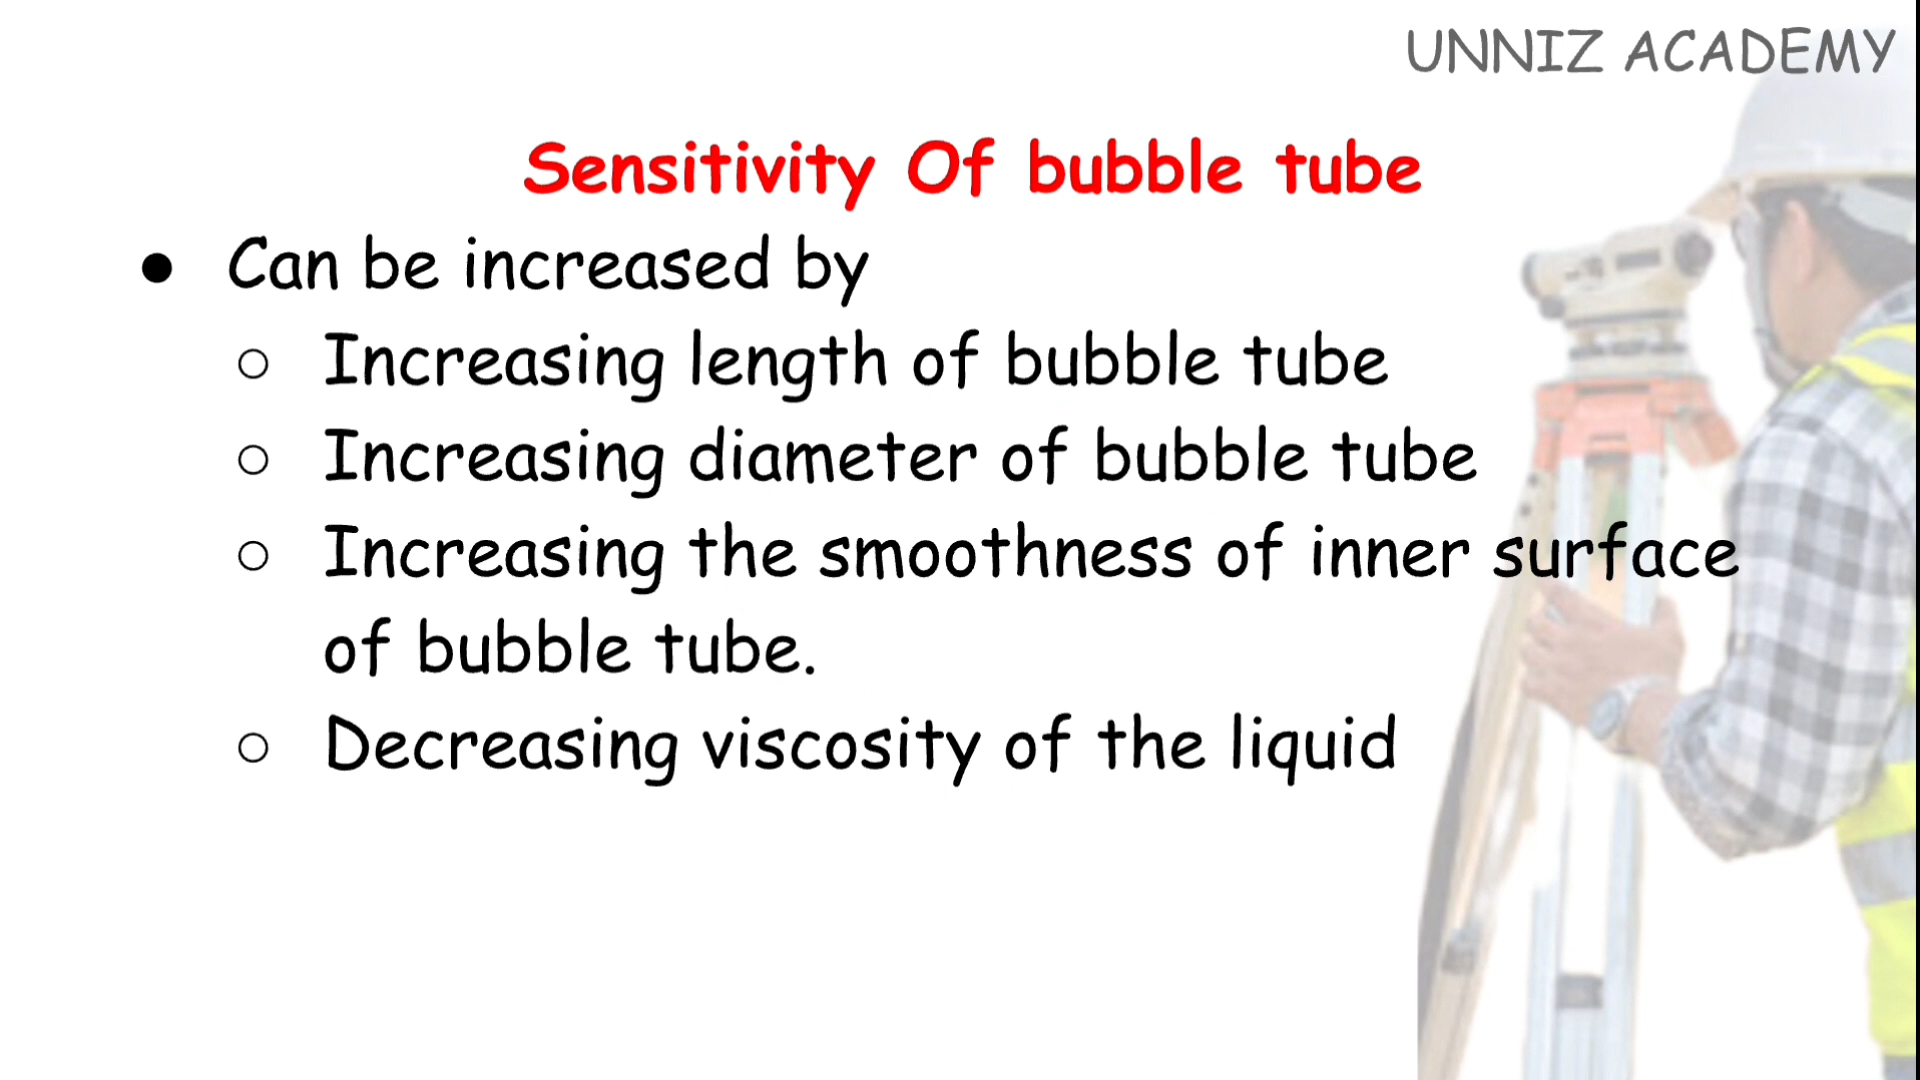 UNNIZ ACADEMY
Sensitivity Of bubble tube
● Can be increased by
○ Increasing length of bubble tube
○ Increasing diameter of bubble tube
○ Increasing the smoothness of inner surface
of bubble tube.
○ Decreasing viscosity of the liquid